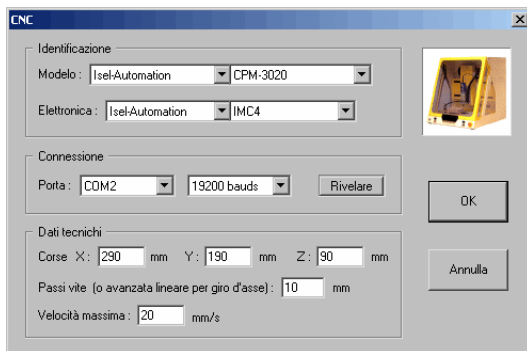 CNC
Identificazione
Modelo : Isel-Automation CPM-3020
Elettronica : Isel-Automation IMC4
Connessione
Porta : COM2 19200 bauds Rivelare
OK
Dati tecnici
Corse X : 290 mm Y : 190 mm Z : 90 mm
Annulla
Passi vite (o avanzata lineare per giro d'asse) : 10 mm
Velocità massima : 20 mm/s